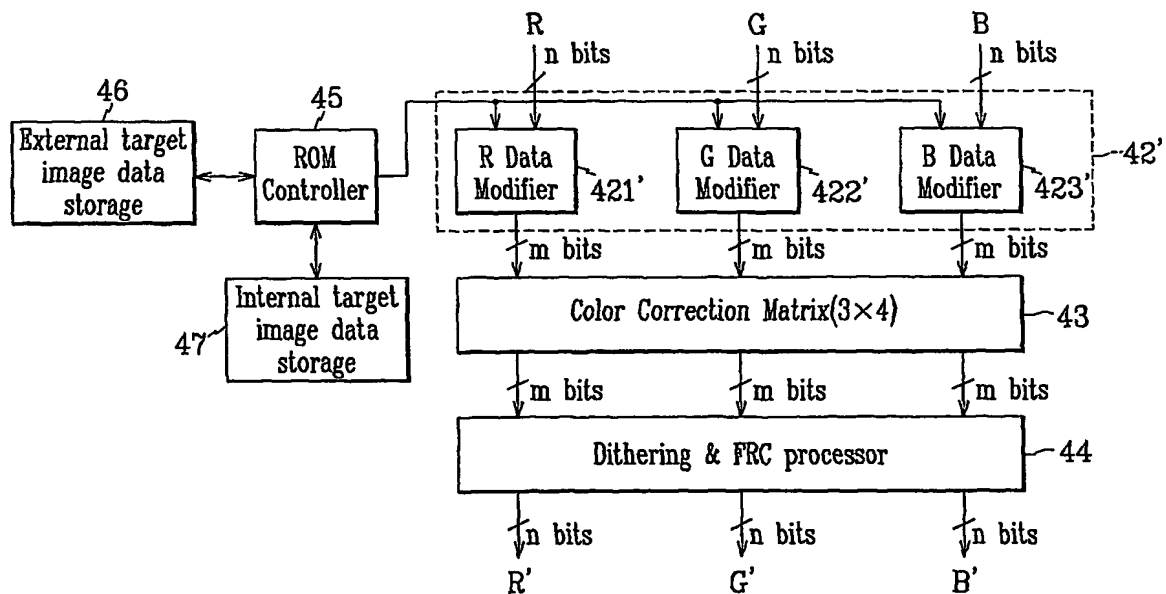 R G B
n bits n bits n bits
46 45
External target
image data
storage
ROM
Controller
R Data
Modifier
421'
G Data
Modifier
422'
B Data
Modifier
423'
42'
m bits m bits m bits
Internal target
image data
storage
47
Color Correction Matrix(3×4)
43
m bits m bits m bits
Dithering & FRC processor
44
n bits n bits n bits
R' G' B'